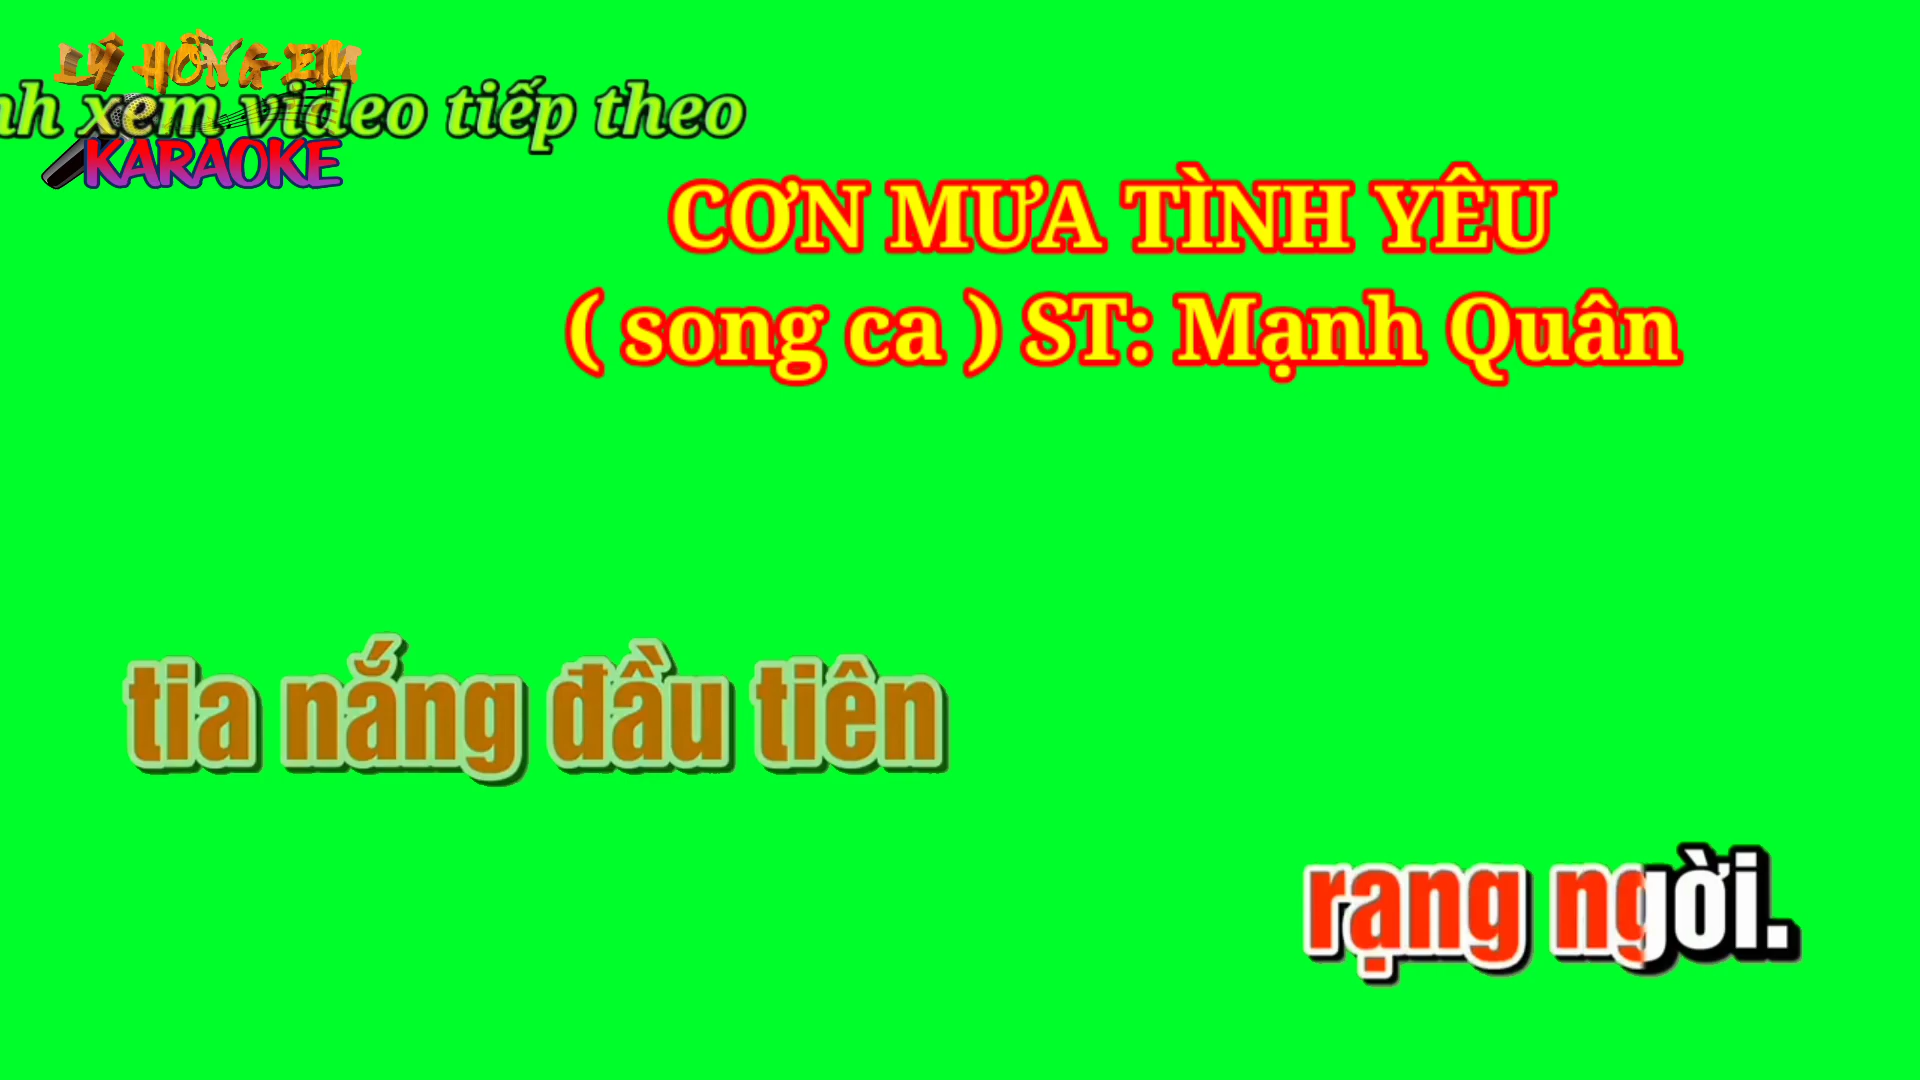 LÝ HỒNG EM
nh xem video tiếp theo
KARAOKE
CƠN MƯA TÌNH YÊU
( song ca ) ST: Mạnh Quân
tia nắng đầu tiên
rạng ngời.